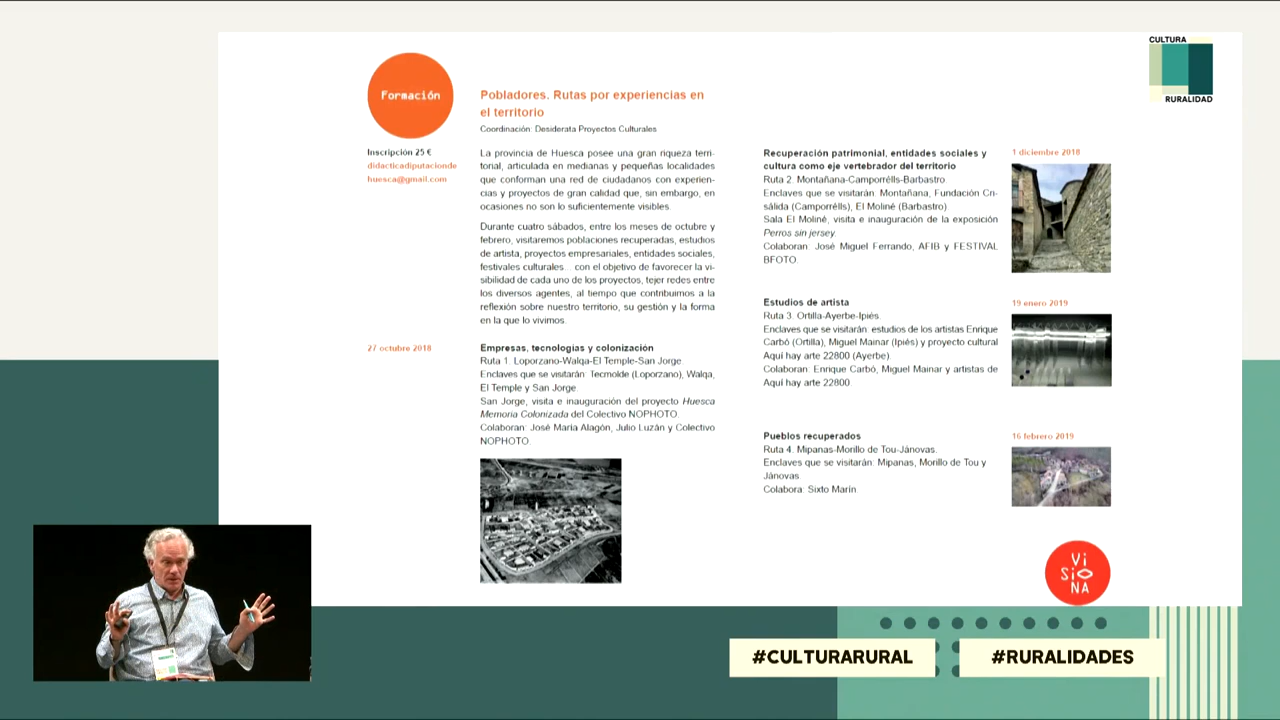 CULTURA
RURALIDAD
Formación
Inscripción 25 €
didacticadiputacionde
huesca@gmail.com
Pobladores. Rutas por experiencias en
el territorio
Coordinación: Desiderata Proyectos Culturales
La provincia de Huesca posee una gran riqueza terri-
torial, articulada en medianas y pequeñas localidades
que conforman una red de ciudadanos con experien-
cias y proyectos de gran calidad que, sin embargo, en
ocasiones no son lo suficientemente visibles.
Durante cuatro sábados, entre los meses de octubre y
febrero, visitaremos poblaciones recuperadas, estudios
de artista, proyectos empresariales, entidades sociales,
festivales culturales... con el objetivo de favorecer la vi-
sibilidad de cada uno de los proyectos, tejer redes entre
los diversos agentes, al tiempo que contribuimos a la
reflexión sobre nuestro territorio, su gestión y la forma
en la que lo vivimos.
27 octubre 2018
Empresas, tecnologías y colonización
Ruta 1. Loporzano-Walqa-El Temple-San Jorge.
Enclaves que se visitarán: Tecmolde (Loporzano), Walqa,
El Temple y San Jorge.
San Jorge, visita e inauguración del proyecto Huesca
Memoria Colonizada del Colectivo NOPHOTO.
Colaboran: José María Alagón, Julio Luzán y Colectivo
NOPHOTO.
Recuperación patrimonial, entidades sociales y
cultura como eje vertebrador del territorio
Ruta 2. Montañana-Camporrélls-Barbastro.
Enclaves que se visitarán: Montañana, Fundación Cri-
sálida (Camporrélls), El Moliné (Barbastro)
Sala El Moliné, visita e inauguración de la exposición
Perros sin jersey.
Colaboran: José Miguel Ferrando, AFIB y FESTIVAL
BFOTO.
1 diciembre 2018
Estudios de artista
Ruta 3. Ortilla-Ayerbe-Ipiés.
Enclaves que se visitarán: estudios de los artistas Enrique
Carbó (Ortilla), Miguel Mainar (Ipiés) y proyecto cultural
Aquí hay arte 22800 (Ayerbe).
Colaboran: Enrique Carbó, Miguel Mainar y artistas de
Aquí hay arte 22800.
19 enero 2019
Pueblos recuperados
Ruta 4. Mipanas-Morillo de Tou-Jánovas.
Enclaves que se visitarán: Mipanas, Morillo de Tou y
Jánovas.
Colabora: Sixto Marín
16 febrero 2019
Vi
SiO
NA
#CULTURARURAL
#RURALIDADES